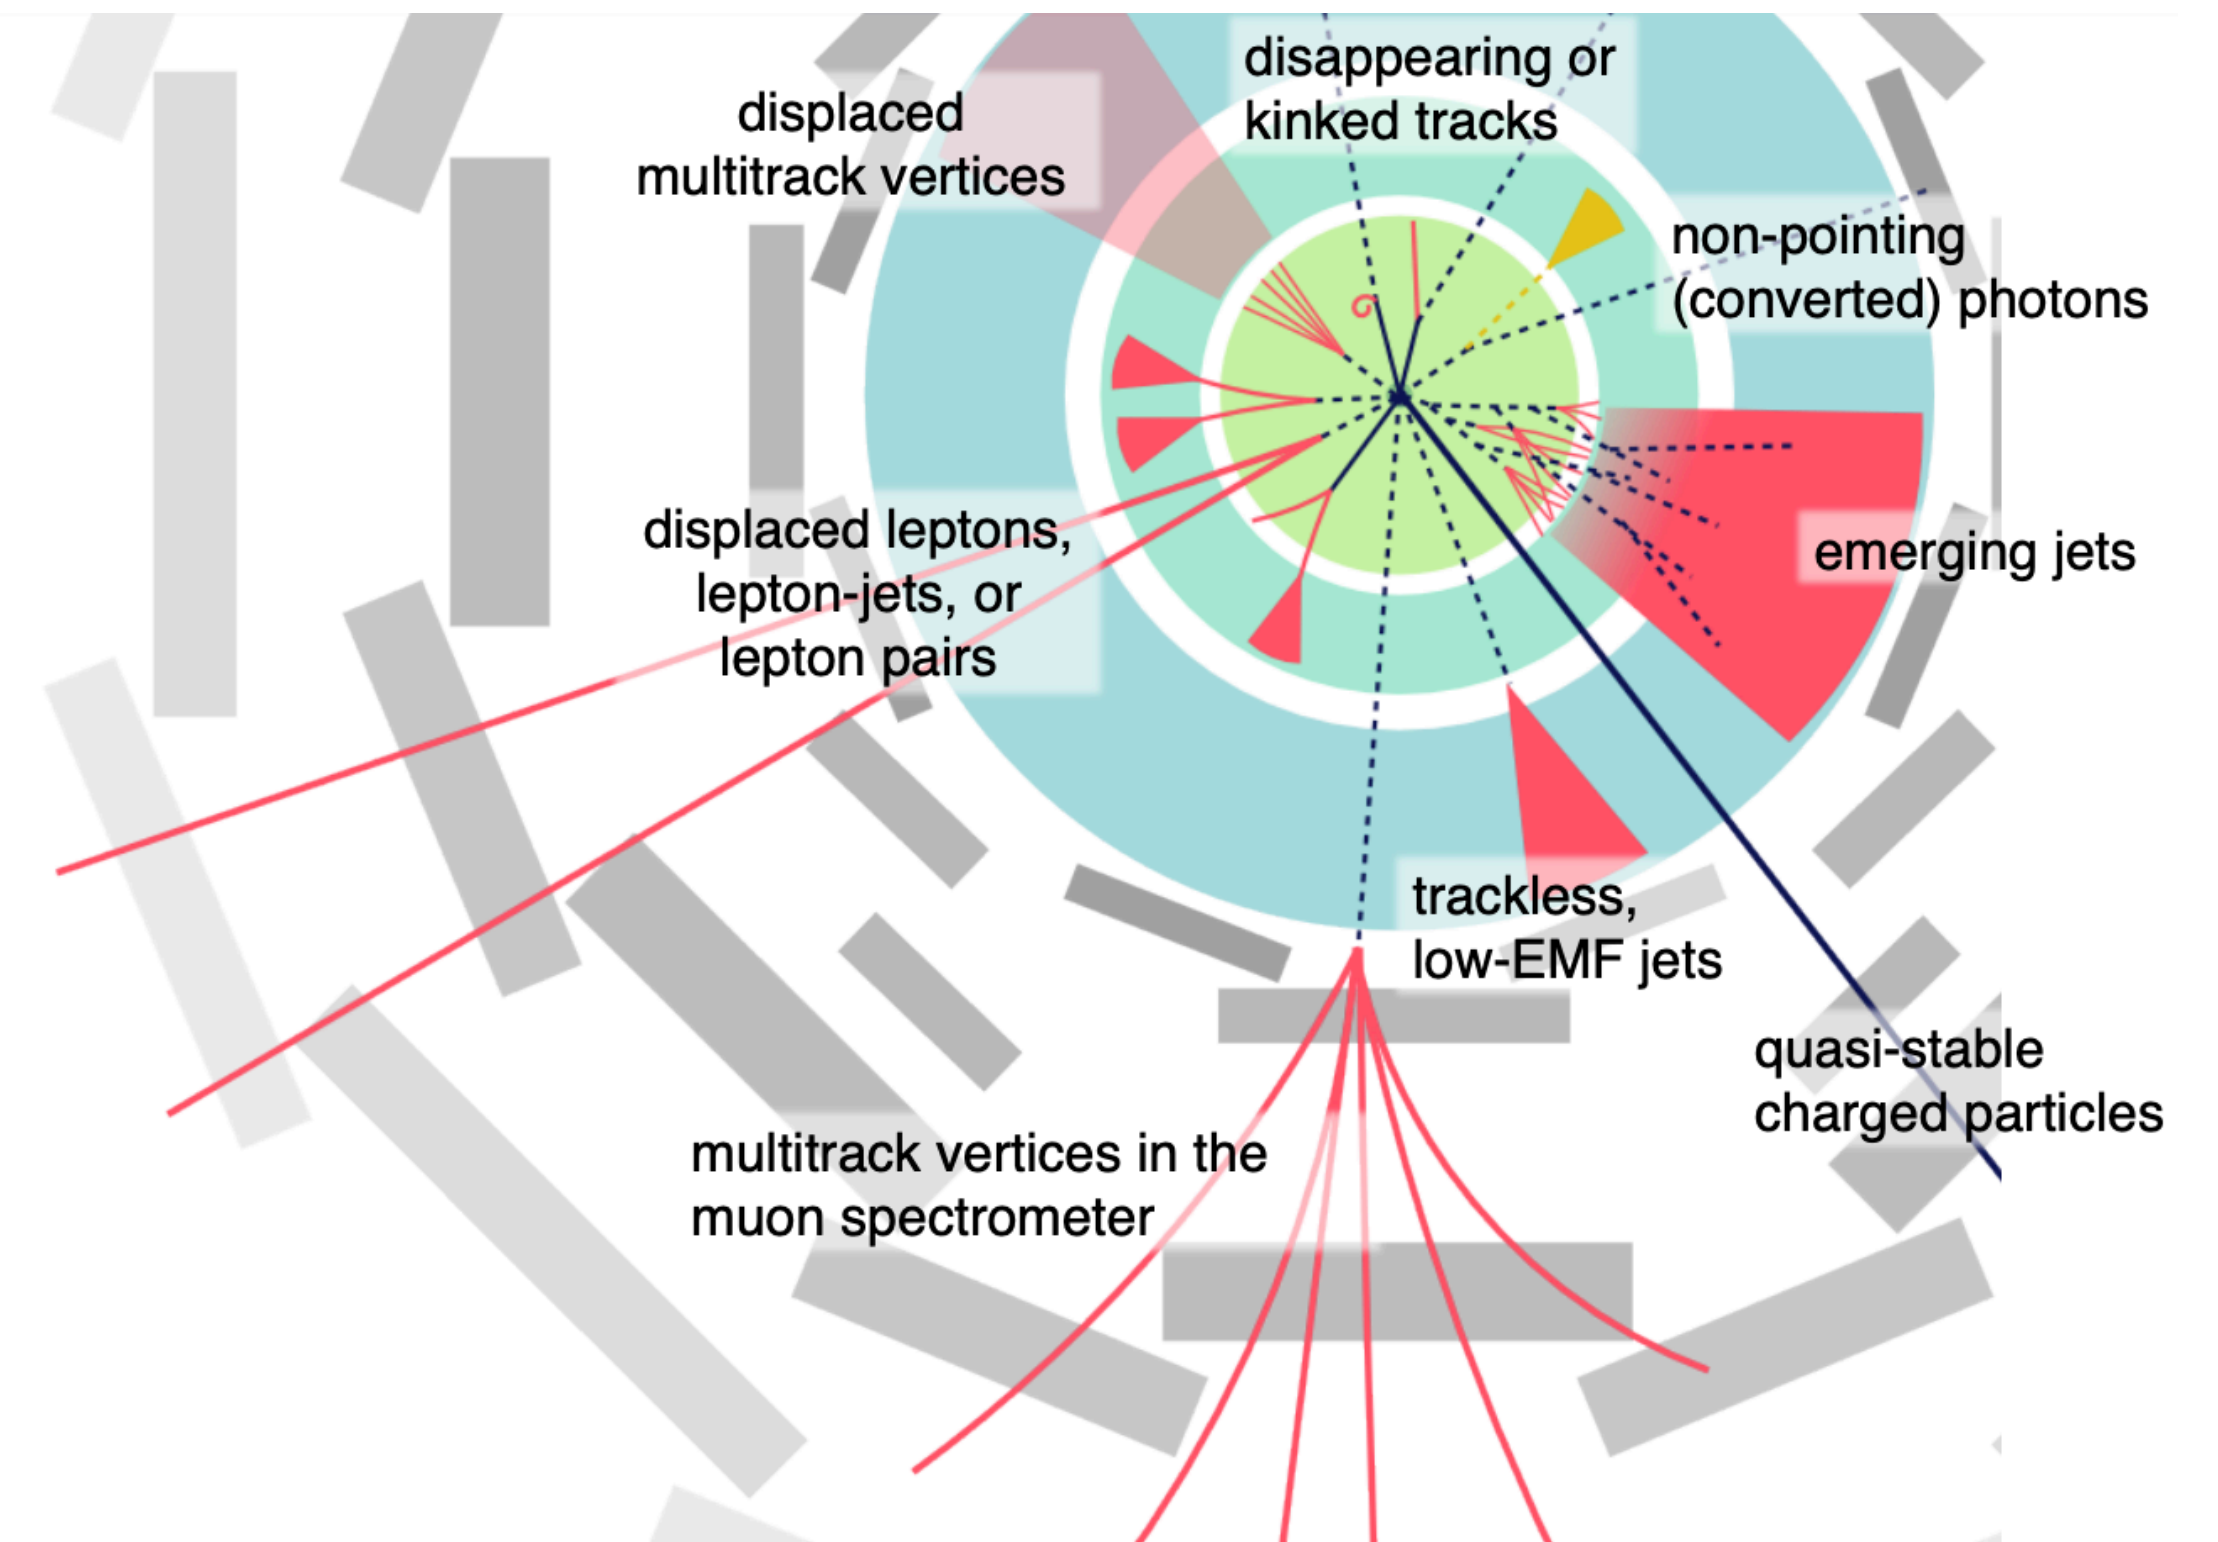 disappearing or
kinked tracks
displaced
multitrack vertices
non-pointing
(converted) photons
displaced leptons,
lepton-jets, or
lepton pairs
emerging jets
trackless,
low-EMF jets
quasi-stable
charged particles
multitrack vertices in the
muon spectrometer